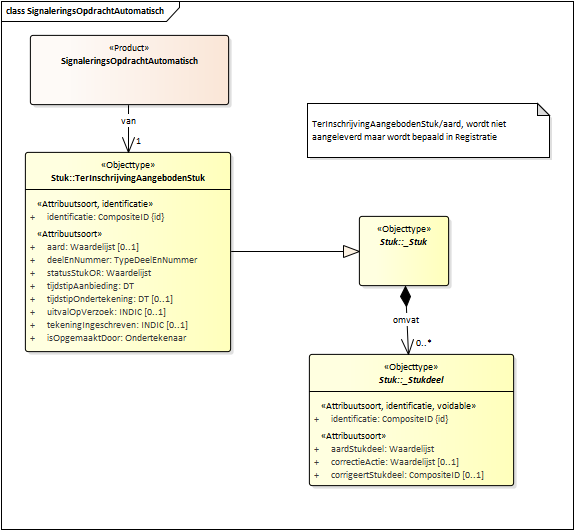 class SignaleringsOpdrachtAutomatisch
«Product»
SignaleringsOpdrachtAutomatisch
van
1
TerInschrijvingAangebodenStuk/aard, wordt niet
aangeleverd maar wordt bepaald in Registratie
«Objecttype»
Stuk::TerInschrijvingAangebodenStuk
«Attribuutsoort, identificatie»
+ identificatie: CompositeID {id}
«Attribuutsoort»
+ aard: Waardelijst [0..1]
+ deelEnNummer: TypeDeelEnNummer
+ statusStukOR: Waardelijst
+ tijdstipAanbieding: DT
+ tijdstipOndertekening: DT [0..1]
+ uitvalOpVerzoek: INDIC [0..1]
+ tekeningIngeschreven: INDIC [0..1]
+ isOpgemaaktDoor: Ondertekenaar
«Objecttype»
Stuk::_Stuk
omvat
0..*
«Objecttype»
Stuk::_Stukdeel
«Attribuutsoort, identificatie, voidable»
+ identificatie: CompositeID {id}
«Attribuutsoort»
+ aardStukdeel: Waardelijst
+ correctieActie: Waardelijst [0..1]
+ corrigeertStukdeel: CompositeID [0..1]